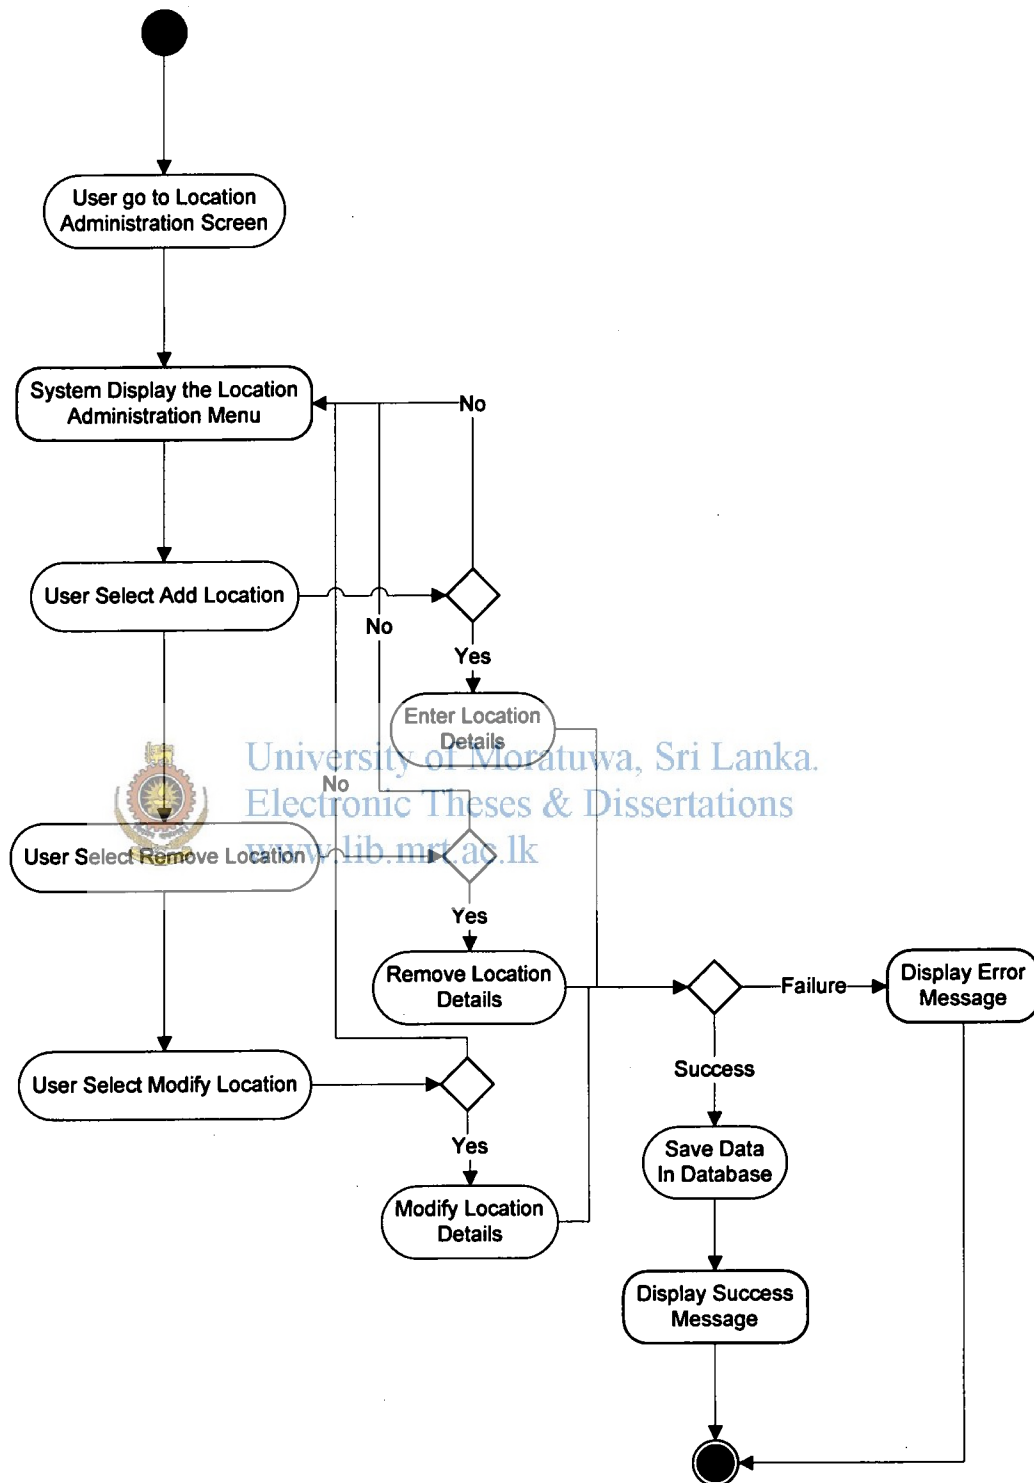 User go to Location
Administration Screen
System Display the Location
Administration Menu
No
User Select Add Location
No
Yes
Enter Location
Details
University of Moratuwa, Sri Lanka.
Electronic Theses & Dissertations
www.lib.mrt.ac.lk
No
User Select Remove Location
Yes
Remove Location
Details
Failure
Display Error
Message
User Select Modify Location
Success
Yes
Save Data
In Database
Modify Location
Details
Display Success
Message